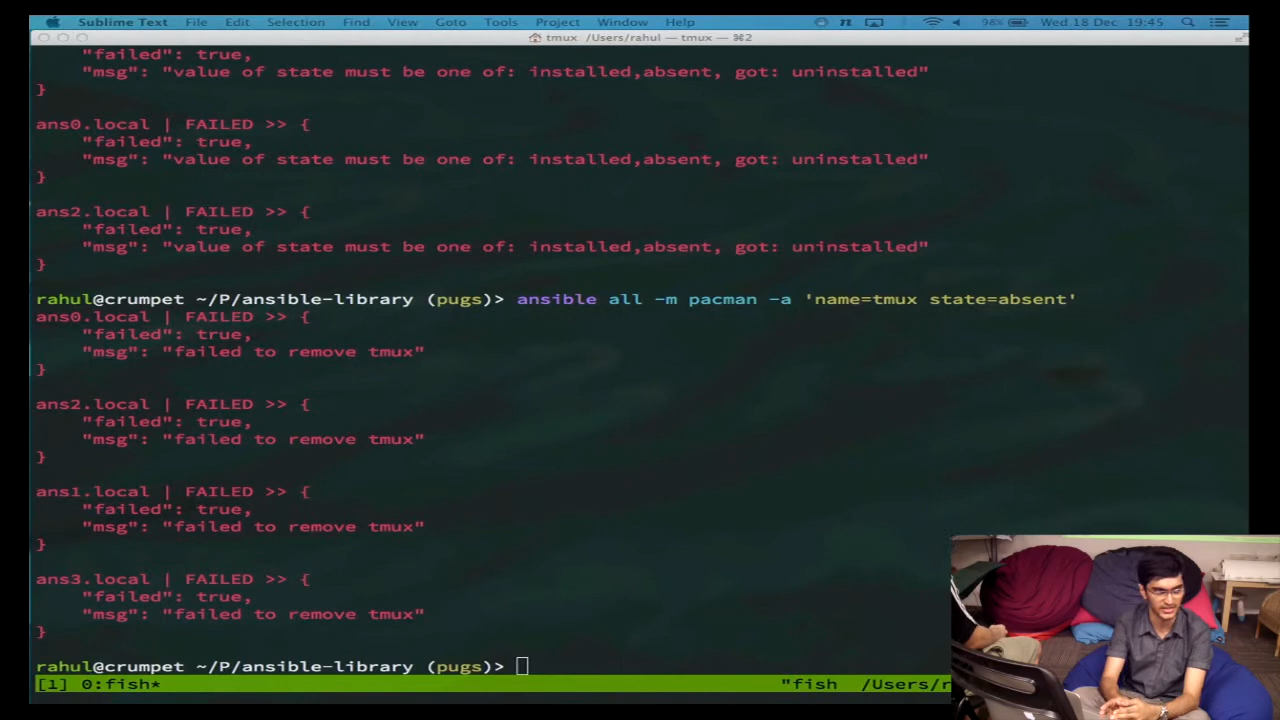 Sublime Text File Edit Selection Find View Goto Tools Project Window Help 98% Wed 18 Dec 19:45
tmux /Users/rahul — tmux — ⌘2
"failed": true,
"msg": "value of state must be one of: installed,absent, got: uninstalled"
}
ans0.local | FAILED >> {
"failed": true,
"msg": "value of state must be one of: installed,absent, got: uninstalled"
}
ans2.local | FAILED >> {
"failed": true,
"msg": "value of state must be one of: installed,absent, got: uninstalled"
}
rahul@crumpet ~/P/ansible-library (pugs)> ansible all -m pacman -a 'name=tmux state=absent'
ans0.local | FAILED >> {
"failed": true,
"msg": "failed to remove tmux"
}
ans2.local | FAILED >> {
"failed": true,
"msg": "failed to remove tmux"
}
ans1.local | FAILED >> {
"failed": true,
"msg": "failed to remove tmux"
}
ans3.local | FAILED >> {
"failed": true,
"msg": "failed to remove tmux"
}
rahul@crumpet ~/P/ansible-library (pugs)>
[1] 0:fish* "fish /Users/r